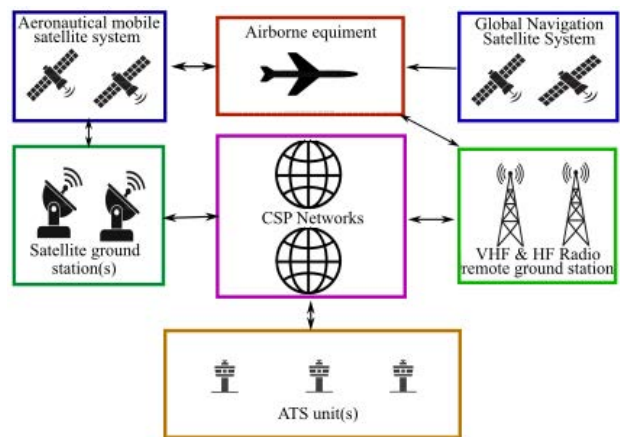 Aeronautical mobile
satellite system
Airborne equiment
Global Navigation
Satellite System
Satellite ground
station(s)
CSP Networks
VHF & HF Radio
remote ground station
ATS unit(s)